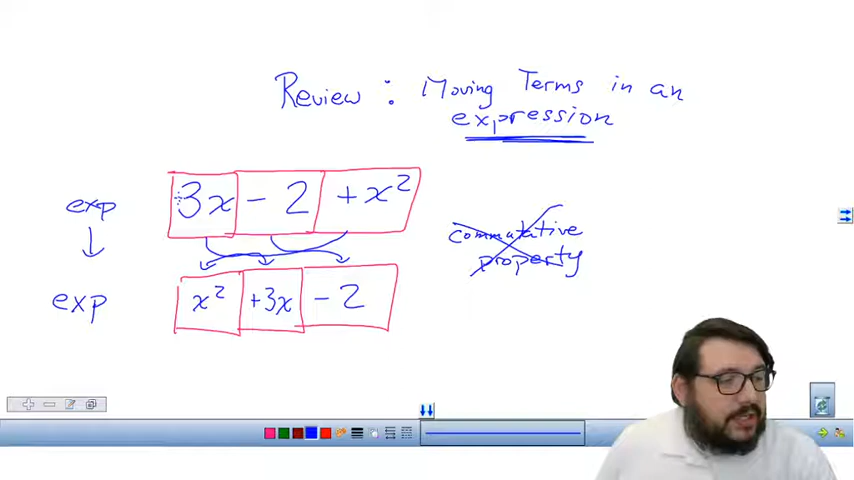 Review : Moving Terms in an
expression
exp 3x - 2 + x²
commutative
property
exp x² +3x - 2